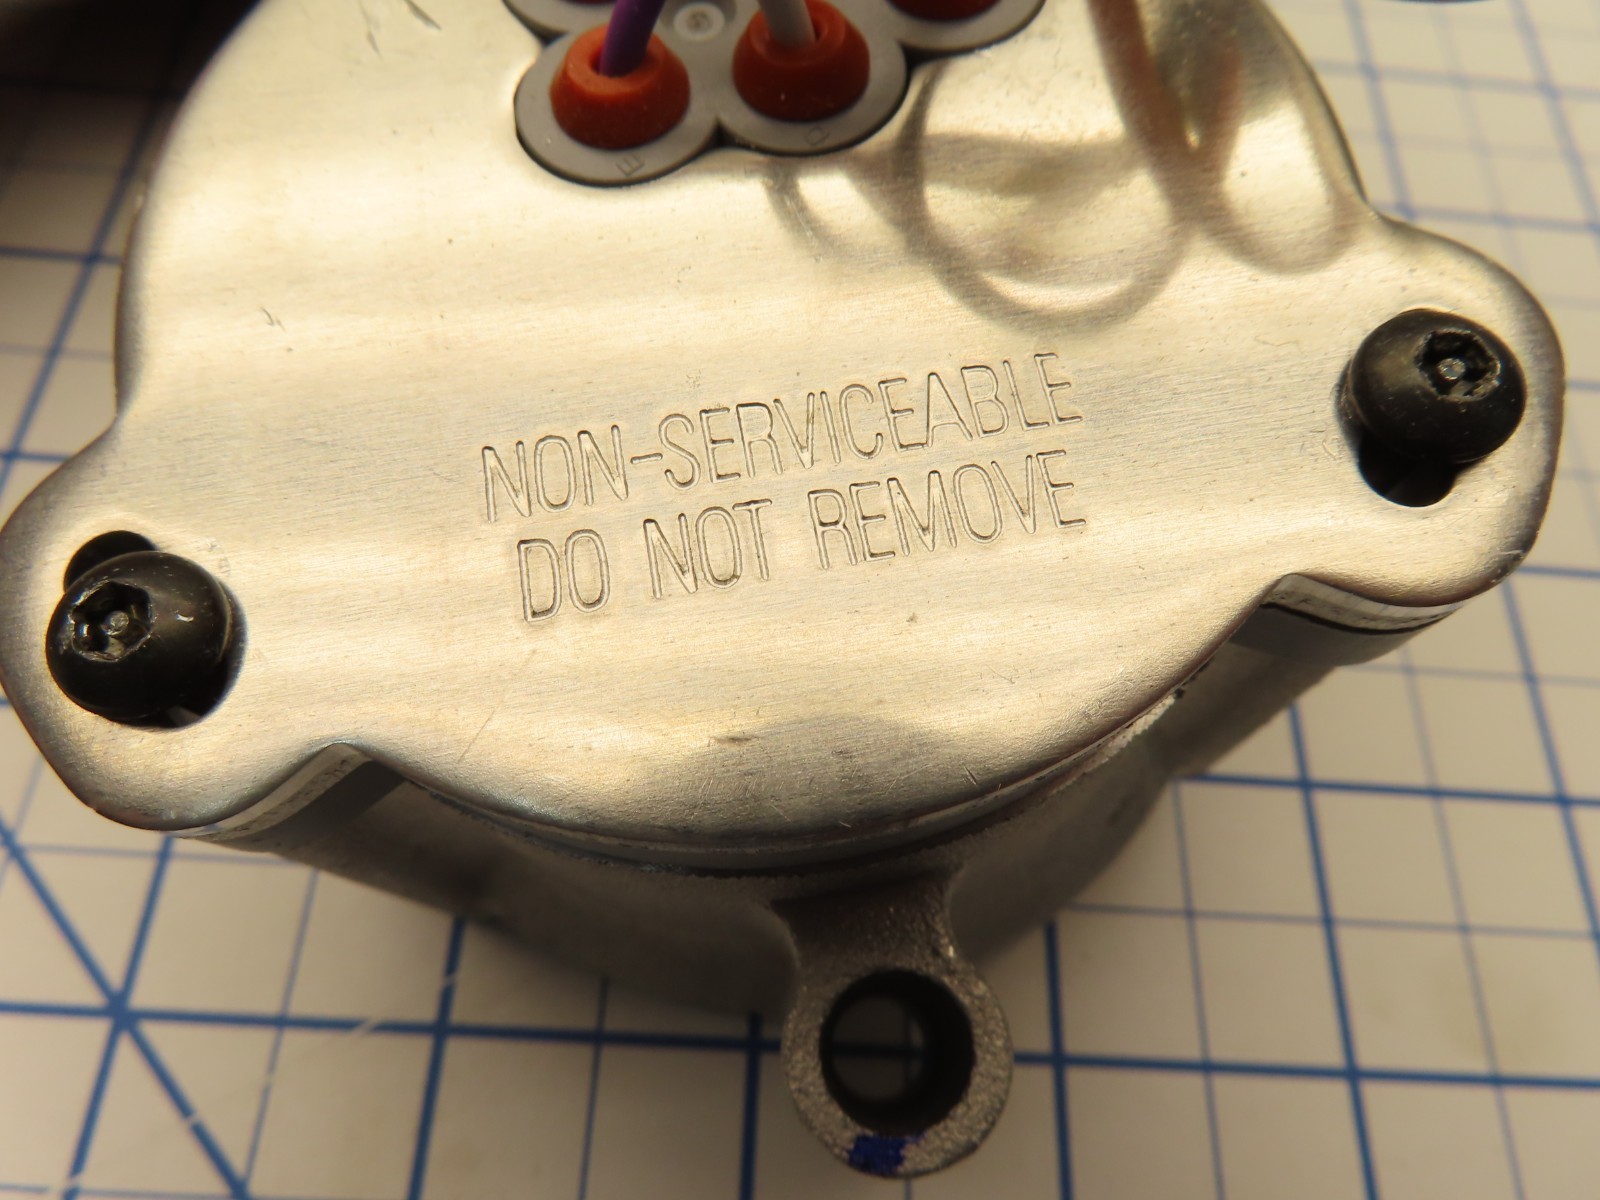 NON-SERVICEABLE
DO NOT REMOVE
E